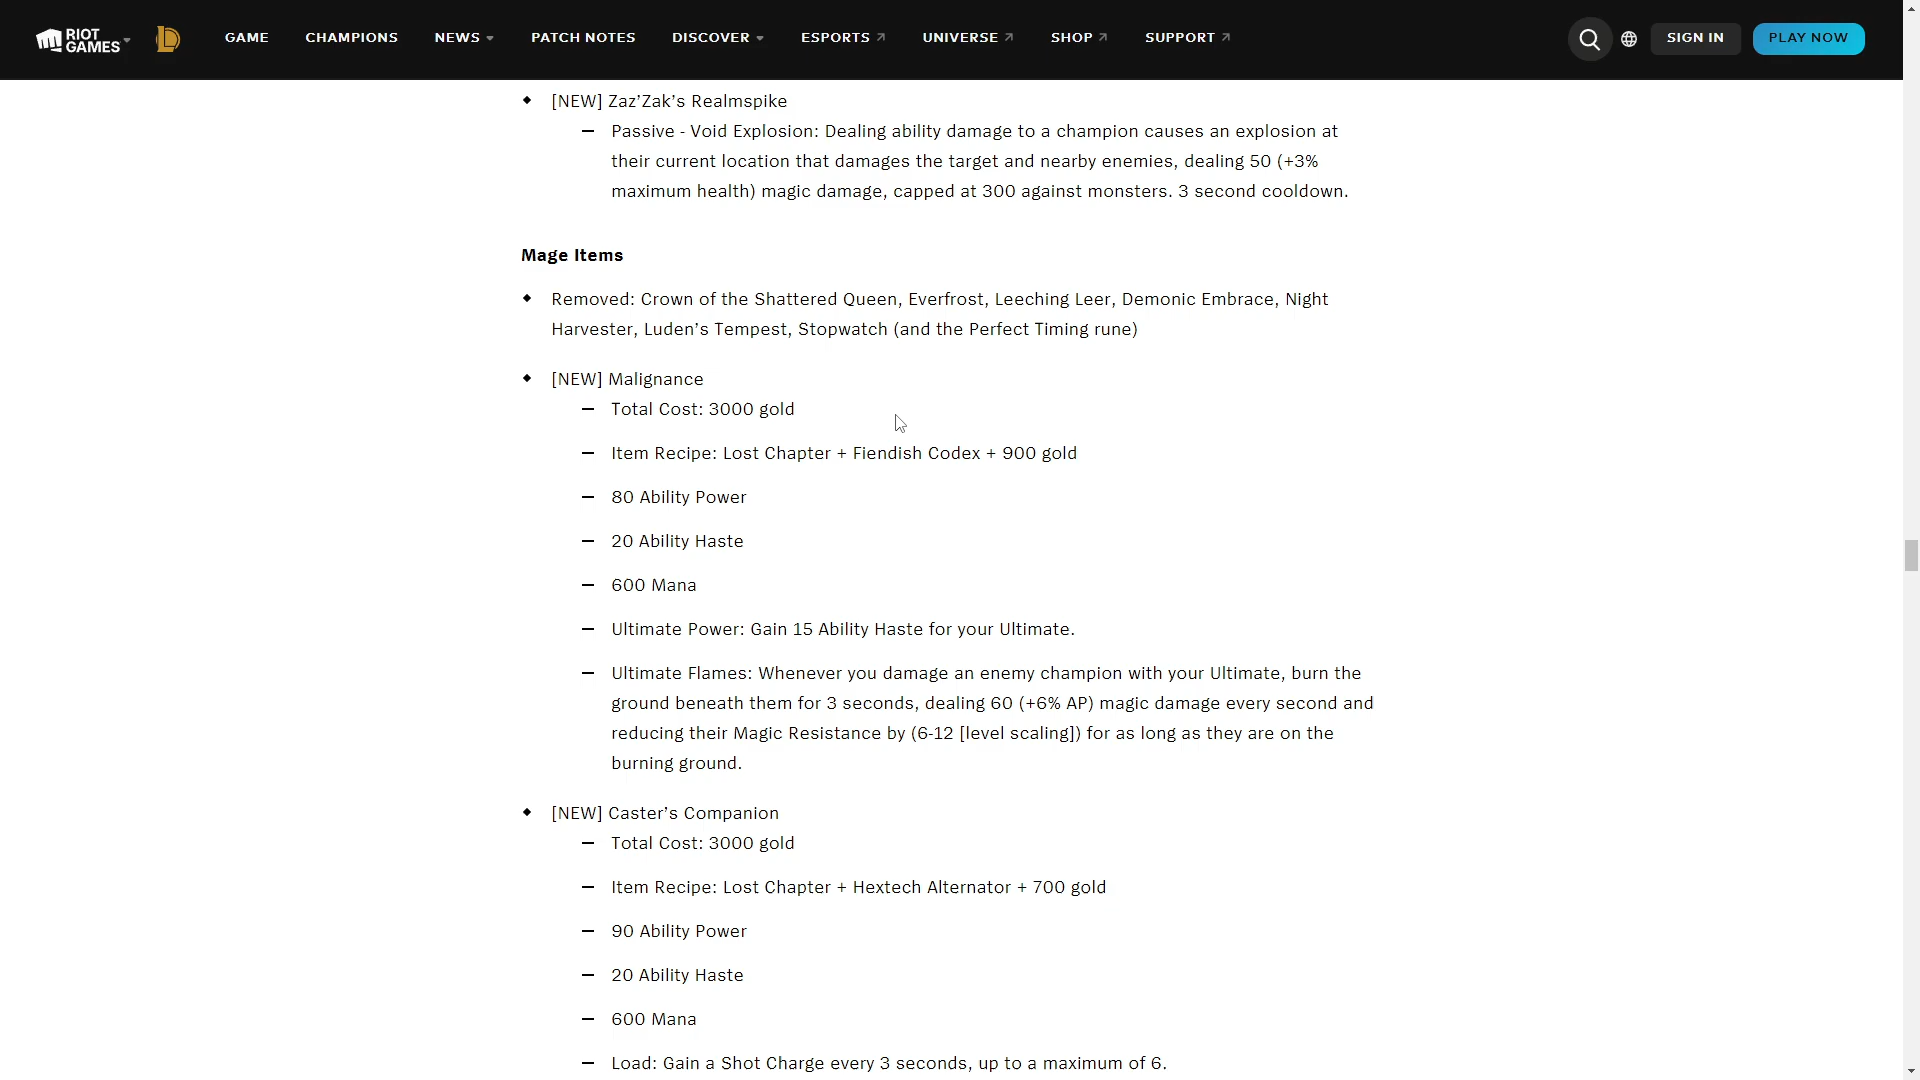 RIOT GAMES
GAME CHAMPIONS NEWS PATCH NOTES DISCOVER ESPORTS UNIVERSE SHOP SUPPORT SIGN IN PLAY NOW
[NEW] Zaz’Zak’s Realmspike
Passive - Void Explosion: Dealing ability damage to a champion causes an explosion at
their current location that damages the target and nearby enemies, dealing 50 (+3%
maximum health) magic damage, capped at 300 against monsters. 3 second cooldown.
Mage Items
Removed: Crown of the Shattered Queen, Everfrost, Leeching Leer, Demonic Embrace, Night
Harvester, Luden’s Tempest, Stopwatch (and the Perfect Timing rune)
[NEW] Malignance
Total Cost: 3000 gold
Item Recipe: Lost Chapter + Fiendish Codex + 900 gold
80 Ability Power
20 Ability Haste
600 Mana
Ultimate Power: Gain 15 Ability Haste for your Ultimate.
Ultimate Flames: Whenever you damage an enemy champion with your Ultimate, burn the
ground beneath them for 3 seconds, dealing 60 (+6% AP) magic damage every second and
reducing their Magic Resistance by (6-12 [level scaling]) for as long as they are on the
burning ground.
[NEW] Caster’s Companion
Total Cost: 3000 gold
Item Recipe: Lost Chapter + Hextech Alternator + 700 gold
90 Ability Power
20 Ability Haste
600 Mana
Load: Gain a Shot Charge every 3 seconds, up to a maximum of 6.